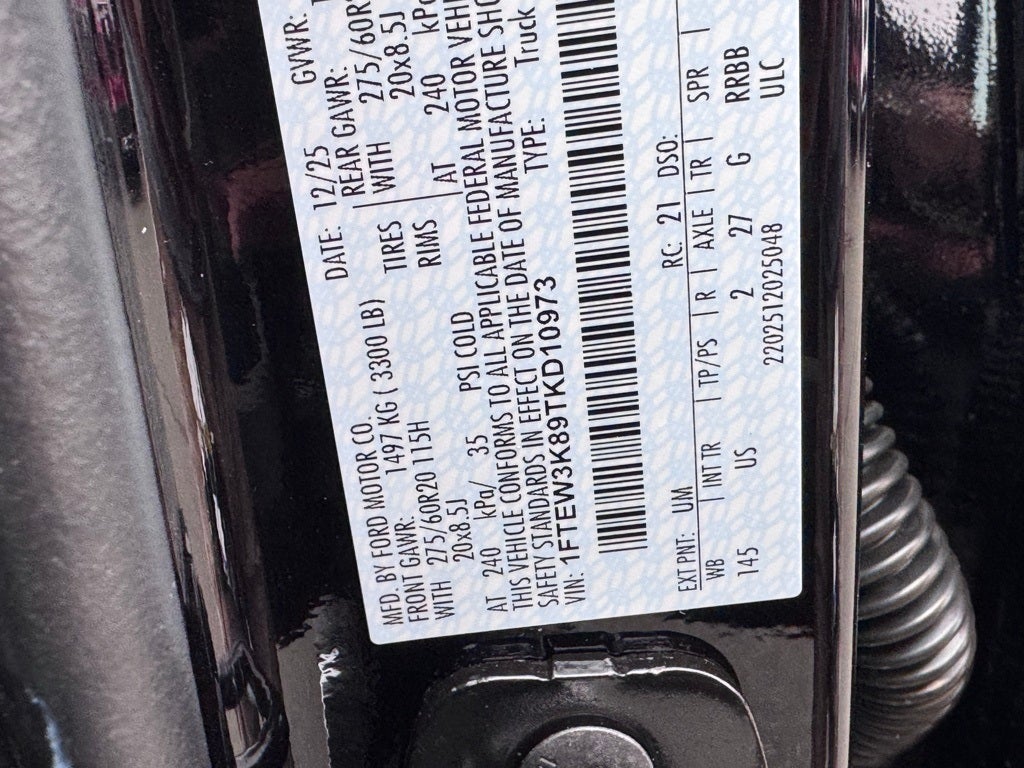 MFD. BY FORD MOTOR CO.
DATE: 12/25 GVWR:
FRONT GAWR: 1497 KG ( 3300 LB)
REAR GAWR:
WITH 275/60R20 115H TIRES
WITH 275/60R
20x8.5J RIMS
20x8.5J
AT 240 kPa/ 35 PSI COLD
AT 240 kPa
THIS VEHICLE CONFORMS TO ALL APPLICABLE FEDERAL MOTOR VEHI
SAFETY STANDARDS IN EFFECT ON THE DATE OF MANUFACTURE SHO
VIN: 1FTEW3K89TKD10973
TYPE: Truck
EXT PNT: UM RC: 21 DSO:
WB | INT TR | TP/PS | R | AXLE | TR | SPR |
145 US 2 27 G RRBB
220251202504​8 ULC